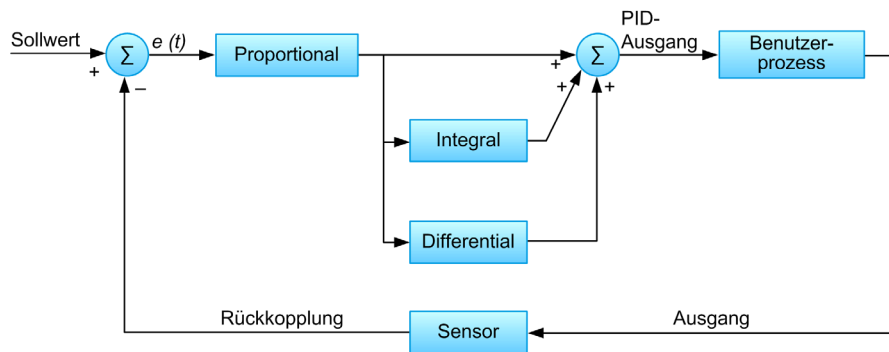 Sollwert
+
Σ
–
e (t)
Proportional
+
+
+
Σ
PID-
Ausgang
Benutzer-
prozess
Integral
Differential
Rückkopplung
Sensor
Ausgang